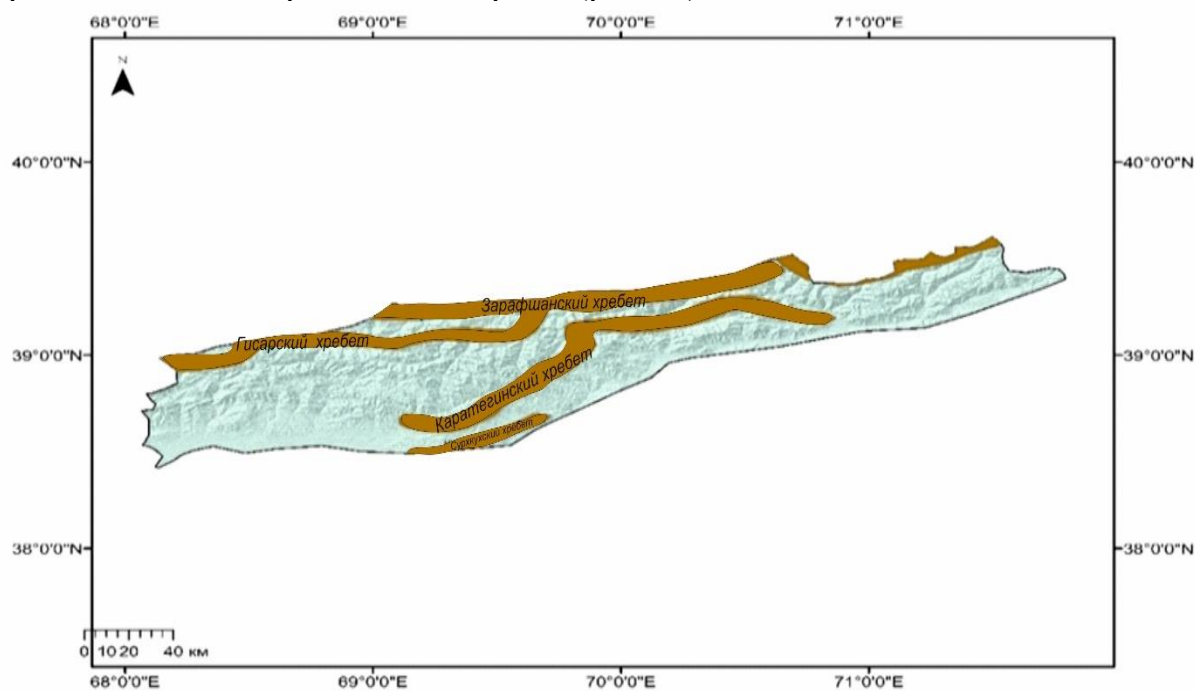 68°0'0"E 69°0'0"E 70°0'0"E 71°0'0"E
N
40°0'0"N 40°0'0"N
Зарафшанский хребет
Гисарский хребет
39°0'0"N 39°0'0"N
Каратегинский хребет
Сурхкухский хребет
38°0'0"N 38°0'0"N
0 10 20 40 км
68°0'0"E 69°0'0"E 70°0'0"E 71°0'0"E